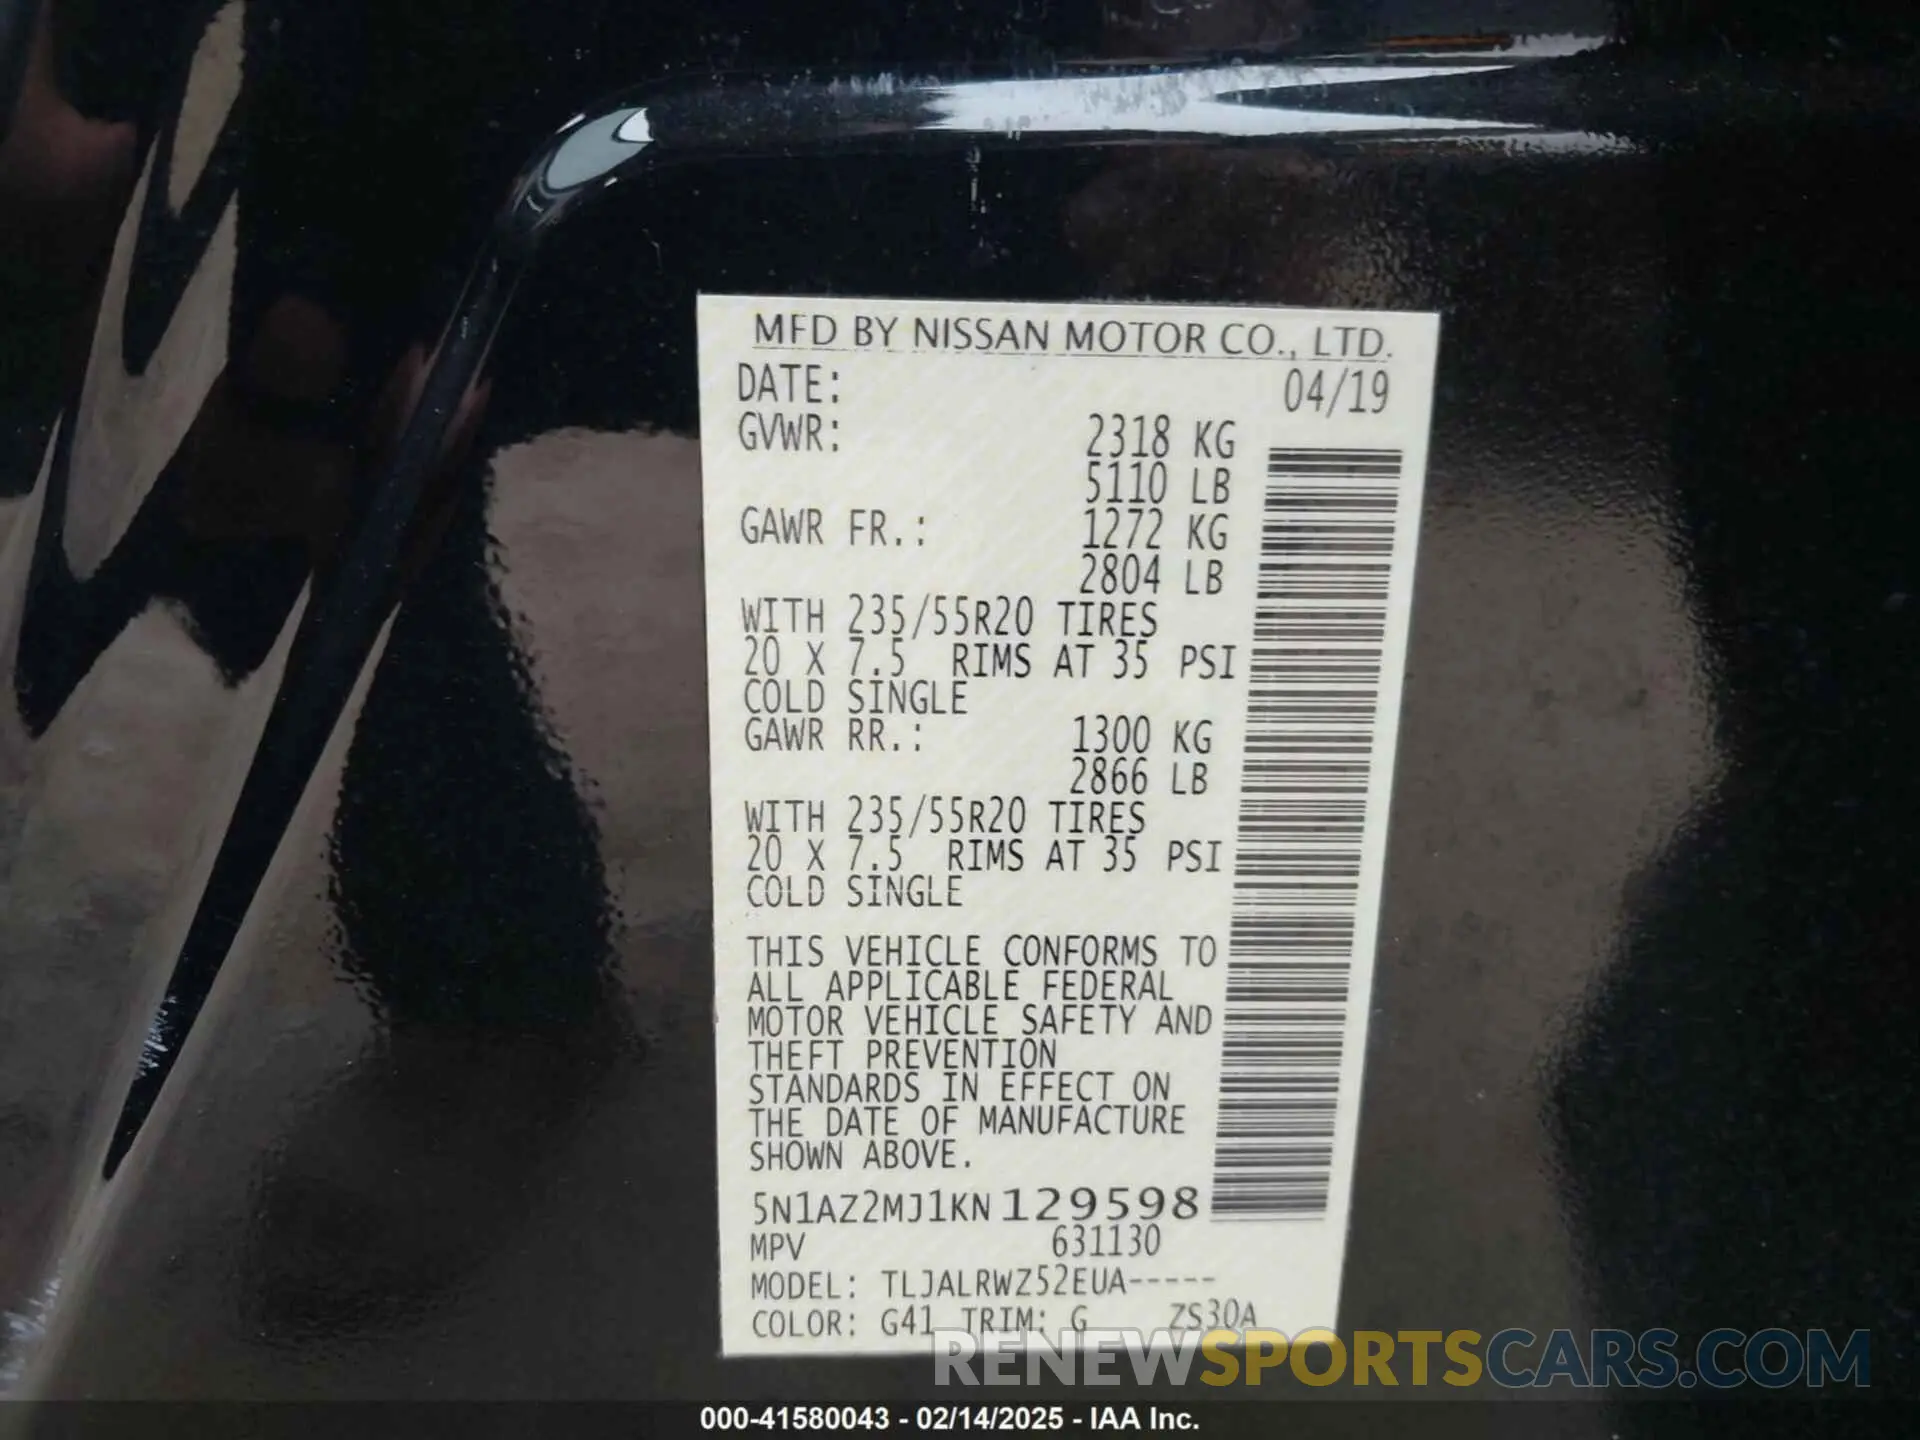 MFD BY NISSAN MOTOR CO., LTD.
DATE: 04/19
GVWR: 2318 KG
5110 LB
GAWR FR.: 1272 KG
2804 LB
WITH 235/55R20 TIRES
20 X 7.5 RIMS AT 35 PSI
COLD SINGLE
GAWR RR.: 1300 KG
2866 LB
WITH 235/55R20 TIRES
20 X 7.5 RIMS AT 35 PSI
COLD SINGLE
THIS VEHICLE CONFORMS TO
ALL APPLICABLE FEDERAL
MOTOR VEHICLE SAFETY AND
THEFT PREVENTION
STANDARDS IN EFFECT ON
THE DATE OF MANUFACTURE
SHOWN ABOVE.
5N1AZ2MJ1KN129598
MPV 631130
MODEL: TLJALRWZ52EUA-----
COLOR: G41 TRIM: G ZS30A
RENEWSPORTSCARS.COM
000-41580043 - 02/14/2025 - IAA Inc.